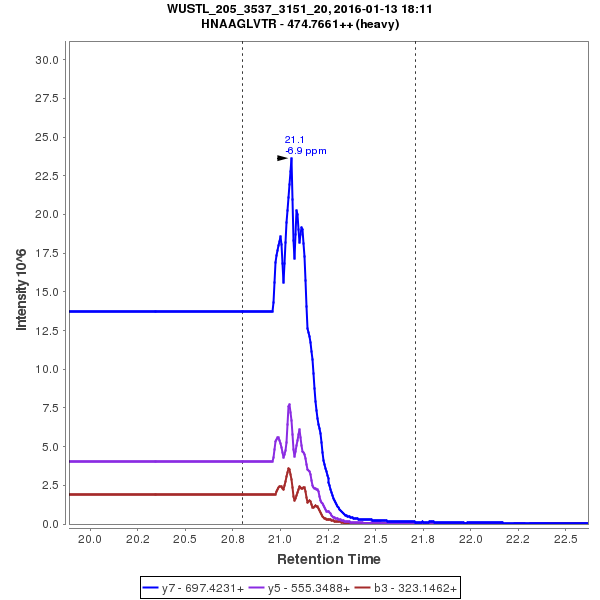 WUSTL_205_3537_3151_20, 2016-01-13 18:11
HNAAGLVTR - 474.7661++ (heavy)
Intensity 10^6
30.0
27.5
25.0
22.5
20.0
17.5
15.0
12.5
10.0
7.5
5.0
2.5
0.0
21.1
-6.9 ppm
20.0 20.2 20.5 20.8 21.0 21.2 21.5 21.8 22.0 22.2 22.5
Retention Time
y7 - 697.4231+ y5 - 555.3488+ b3 - 323.1462+